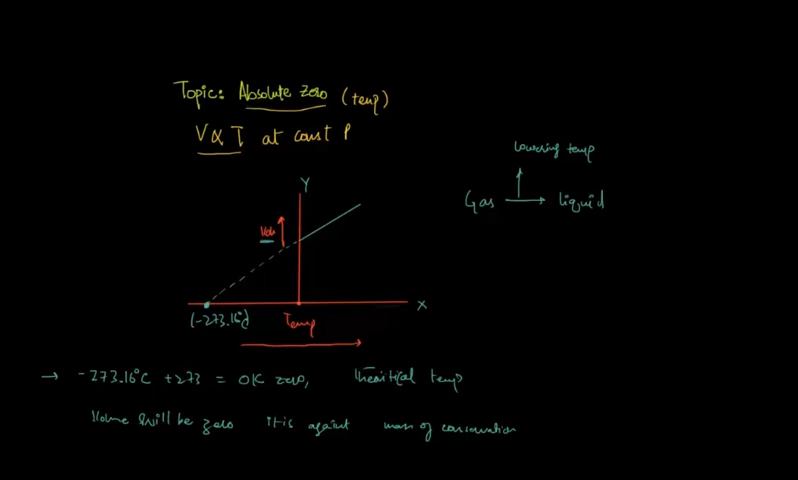 Topic: Absolute zero (temp)
V ∝ T at const P
lowering temp
Gas → liquid
Y
Vol
X
(-273.16°C)
Temp
→ -273.16°C + 273 = 0K zero, theoritical temp
Volume will be zero it is against mass of conservation